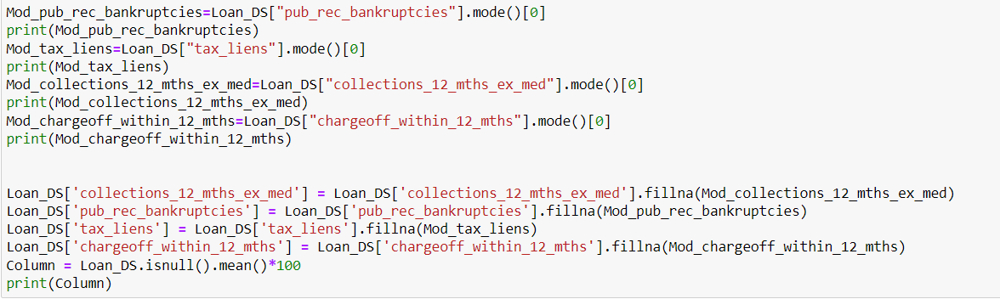 Mod_pub_rec_bankruptcies=Loan_DS["pub_rec_bankruptcies"].mode()[0]
print(Mod_pub_rec_bankruptcies)
Mod_tax_liens=Loan_DS["tax_liens"].mode()[0]
print(Mod_tax_liens)
Mod_collections_12_mths_ex_med=Loan_DS["collections_12_mths_ex_med"].mode()[0]
print(Mod_collections_12_mths_ex_med)
Mod_chargeoff_within_12_mths=Loan_DS["chargeoff_within_12_mths"].mode()[0]
print(Mod_chargeoff_within_12_mths)
Loan_DS['collections_12_mths_ex_med'] = Loan_DS['collections_12_mths_ex_med'].fillna(Mod_collections_12_mths_ex_med)
Loan_DS['pub_rec_bankruptcies'] = Loan_DS['pub_rec_bankruptcies'].fillna(Mod_pub_rec_bankruptcies)
Loan_DS['tax_liens'] = Loan_DS['tax_liens'].fillna(Mod_tax_liens)
Loan_DS['chargeoff_within_12_mths'] = Loan_DS['chargeoff_within_12_mths'].fillna(Mod_chargeoff_within_12_mths)
Column = Loan_DS.isnull().mean()*100
print(Column)